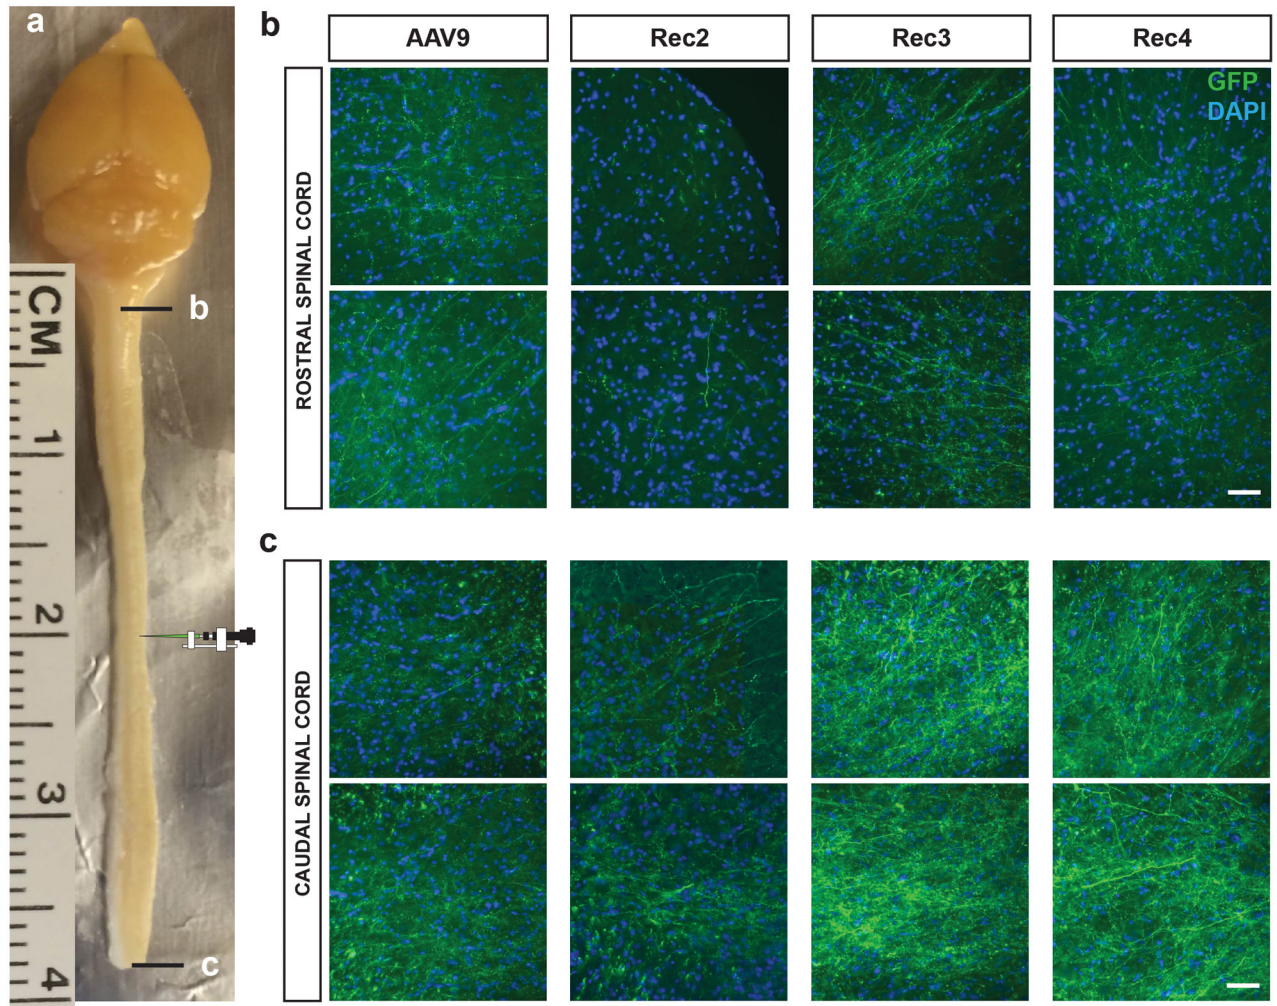 a
b
c
CM
1
2
3
4
b
AAV9
Rec2
Rec3
Rec4
ROSTRAL SPINAL CORD
GFP
DAPI
c
CAUDAL SPINAL CORD